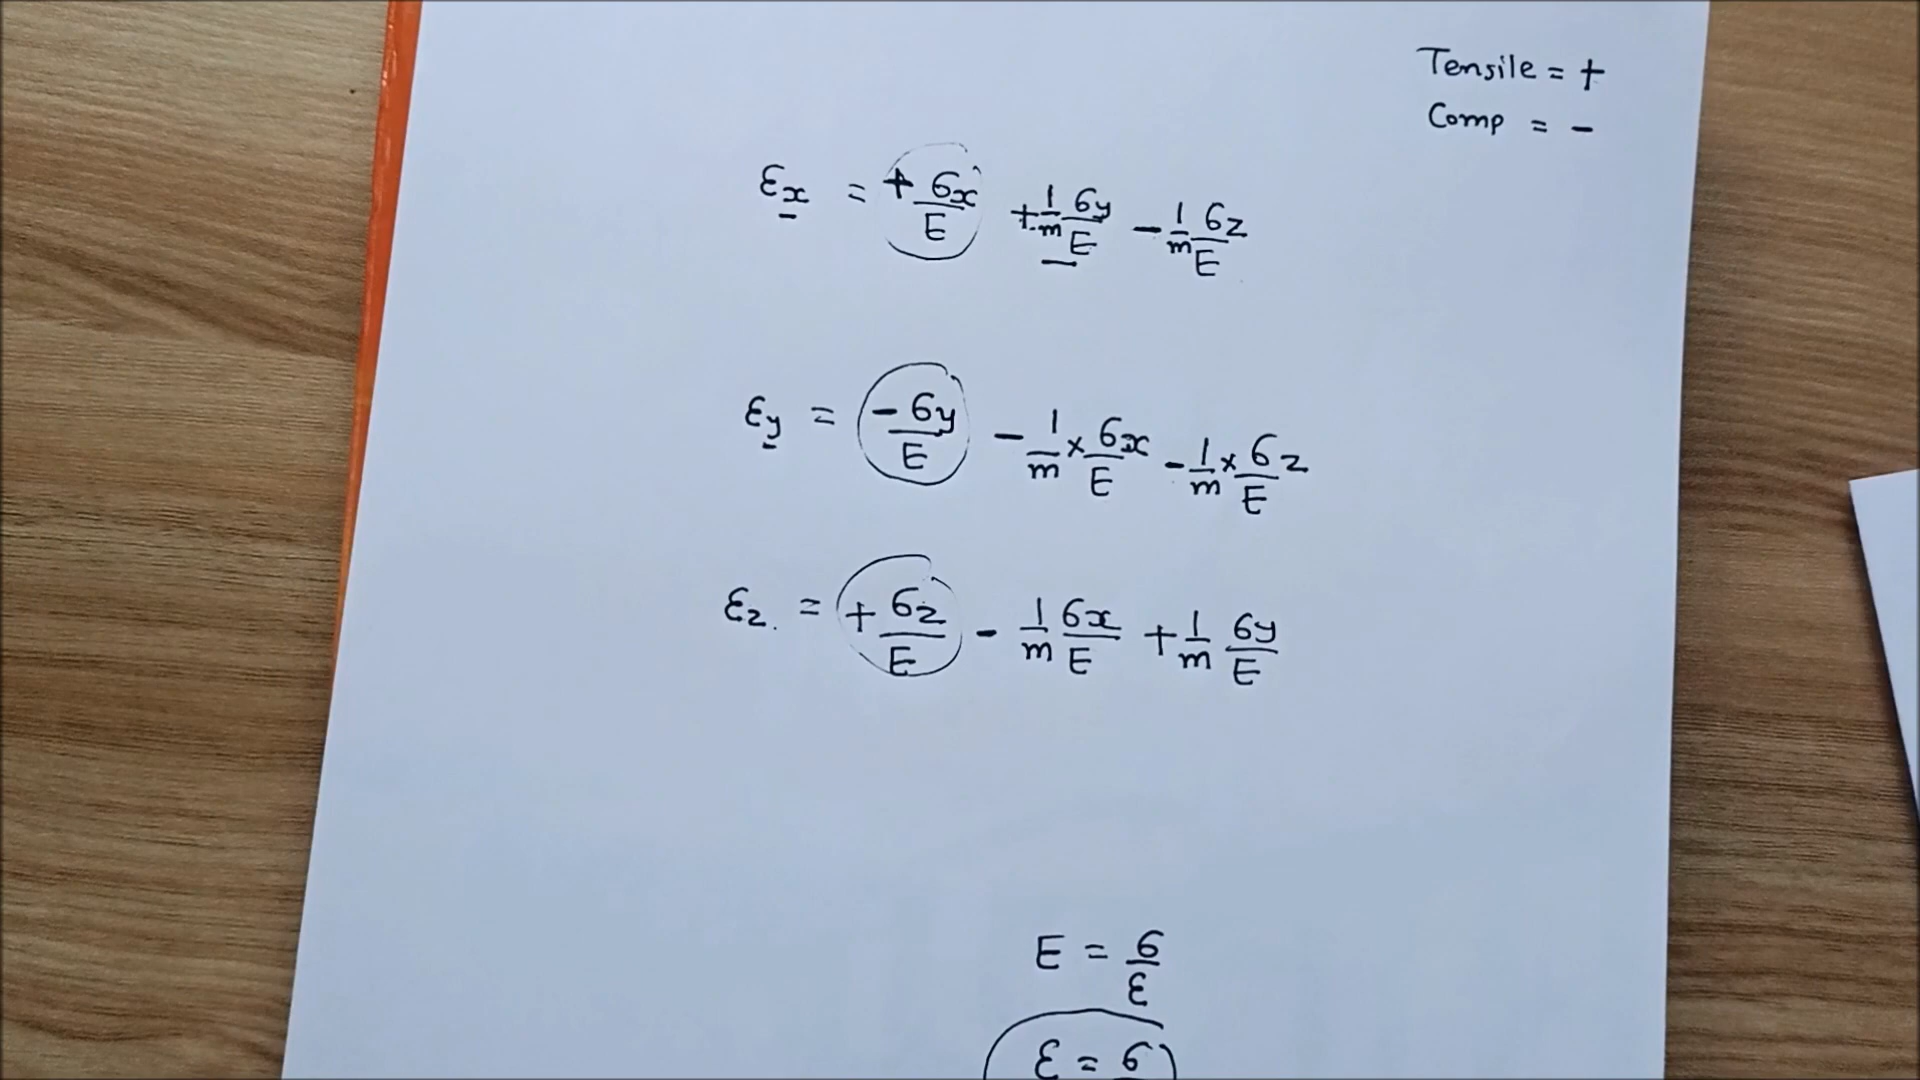 Tensile = +
Comp = -
εx = + σx/E + 1/m σy/E - 1/m σz/E
εy = - σy/E - 1/m × σx/E - 1/m × σz/E
εz = + σz/E - 1/m σx/E + 1/m σy/E
E = σ/ε
ε = σ